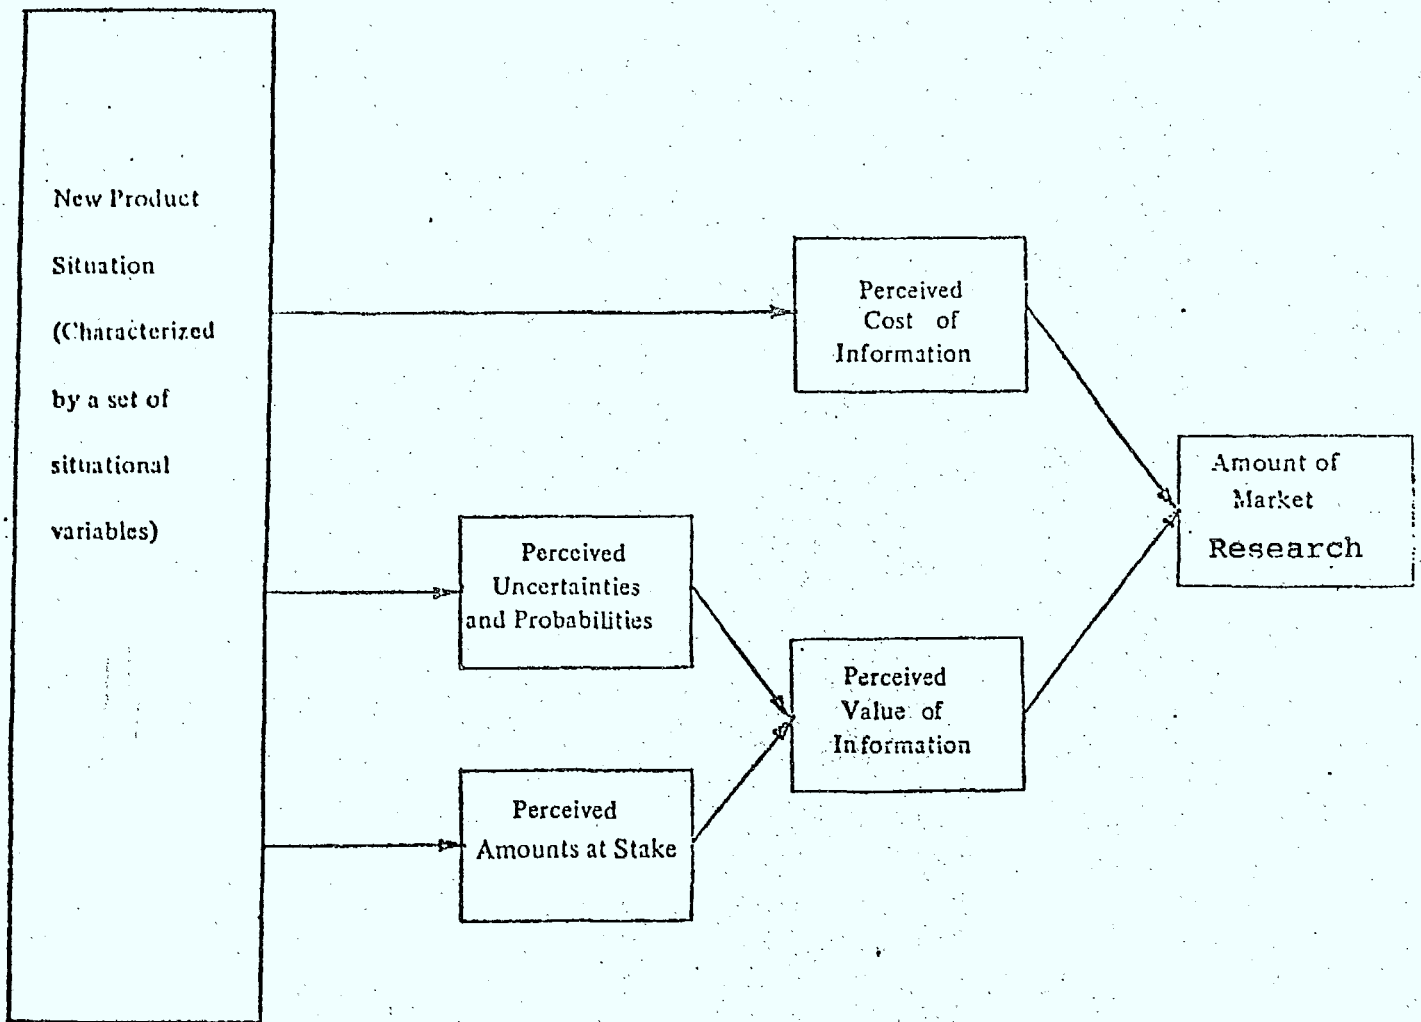 New Product
Situation
(Characterized
by a set of
situational
variables)
Perceived
Cost of
Information
Amount of
Market
Research
Perceived
Uncertainties
and Probabilities
Perceived
Value of
Information
Perceived
Amounts at Stake